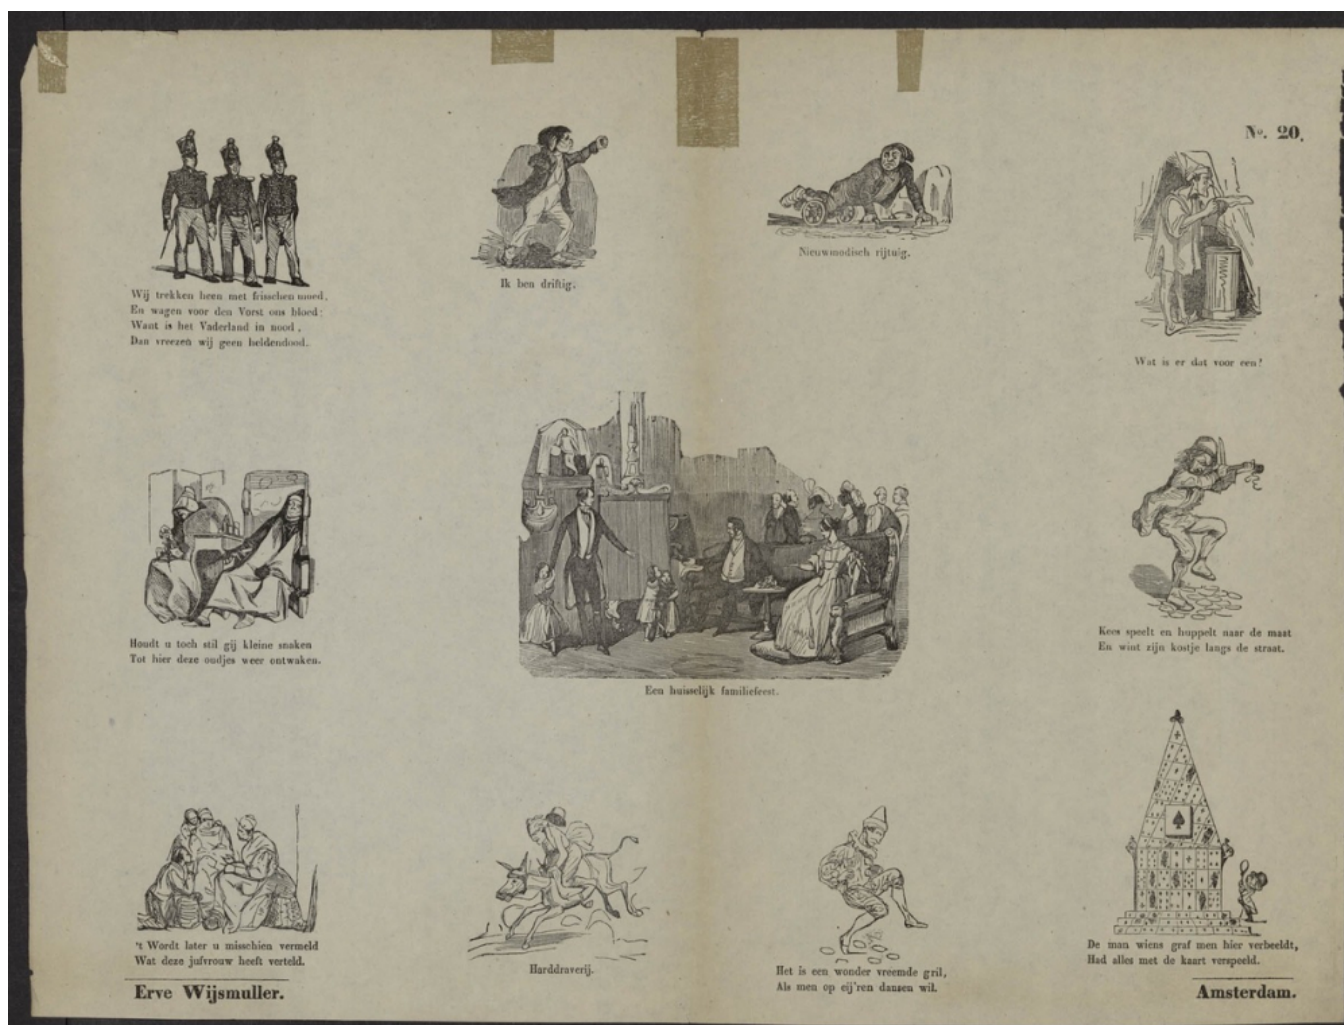 No. 20.
Wij trekken heen met frisschen moed,
En wagen voor den Vorst ons bloed:
Want is het Vaderland in nood,
Dan vreezen wij geen heldendood.
Ik ben driftig.
Nieuwmodisch rijtuig.
Wat is er dat voor een?
Houdt u toch stil gij kleine snaken
Tot hier deze oudjes weer ontwaken.
Een huisselijk familiefeest.
Kees speelt en huppelt naar de maat
En wint zijn kostje langs de straat.
't Wordt later u misschien vermeld
Wat deze jufvrouw heeft verteld.
Harddraverij.
Het is een wonder vreemde gril,
Als men op eij'ren dansen wil.
De man wiens graf men hier verbeeldt,
Had alles met de kaart verspeeld.
Erve Wijsmuller.
Amsterdam.